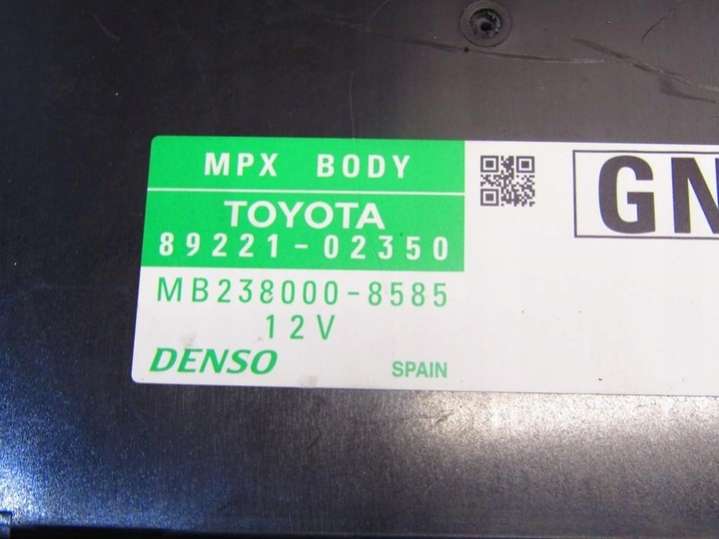 MPX BODY
TOYOTA
89221-02350
MB238000-8585
12V
DENSO SPAIN
GN